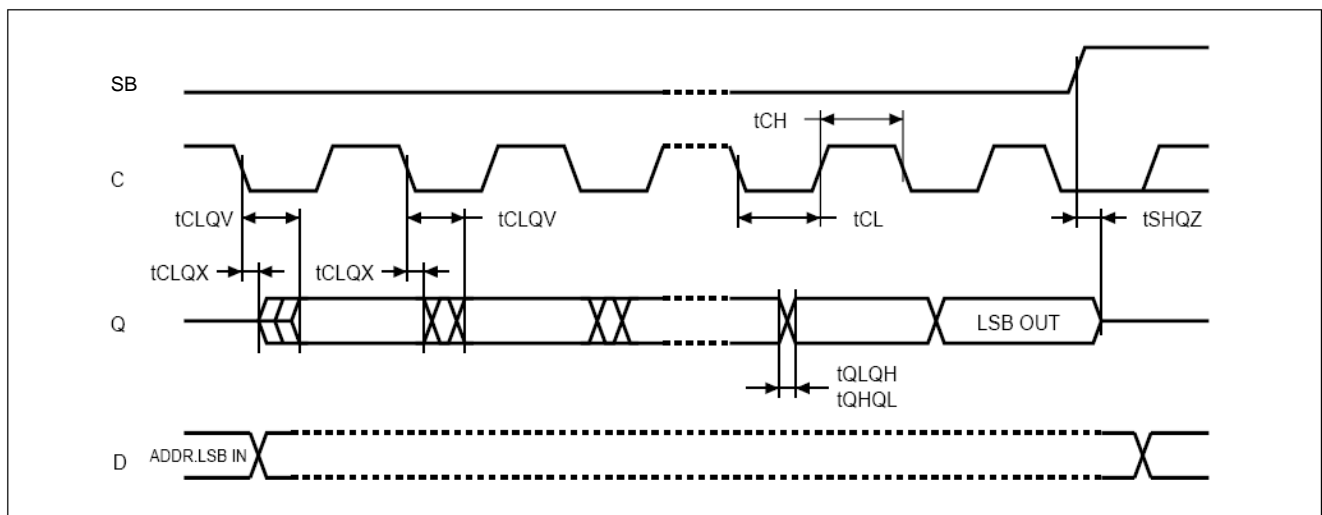 SB
tCH
C
tCLQV
tCLQV
tCL
tSHQZ
tCLQX
tCLQX
Q
LSB OUT
tQLQH
tQHQL
D
ADDR.LSB IN